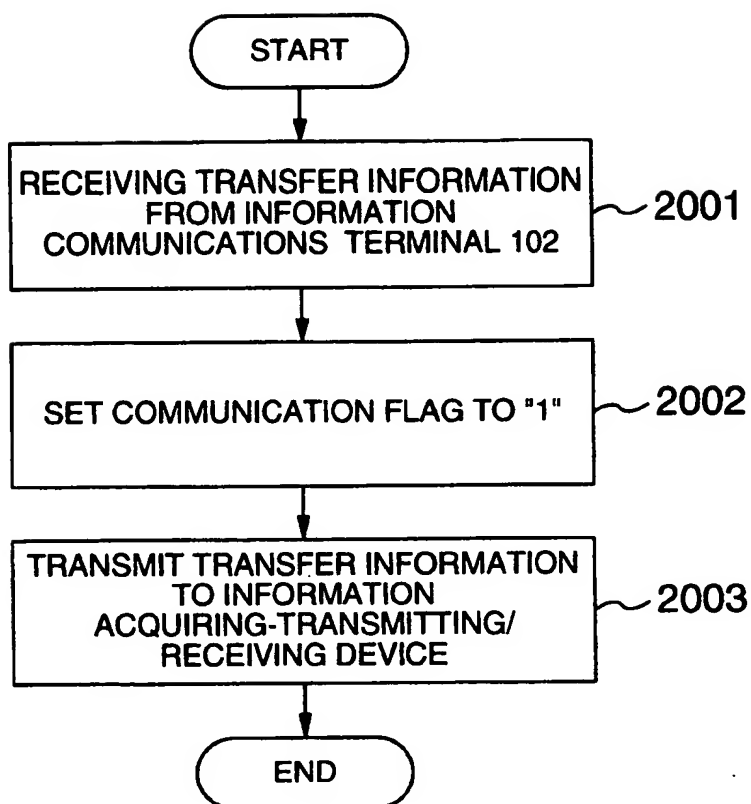 START
RECEIVING TRANSFER INFORMATION
FROM INFORMATION
COMMUNICATIONS TERMINAL 102
2001
SET COMMUNICATION FLAG TO "1"
2002
TRANSMIT TRANSFER INFORMATION
TO INFORMATION
ACQUIRING-TRANSMITTING/
RECEIVING DEVICE
2003
END